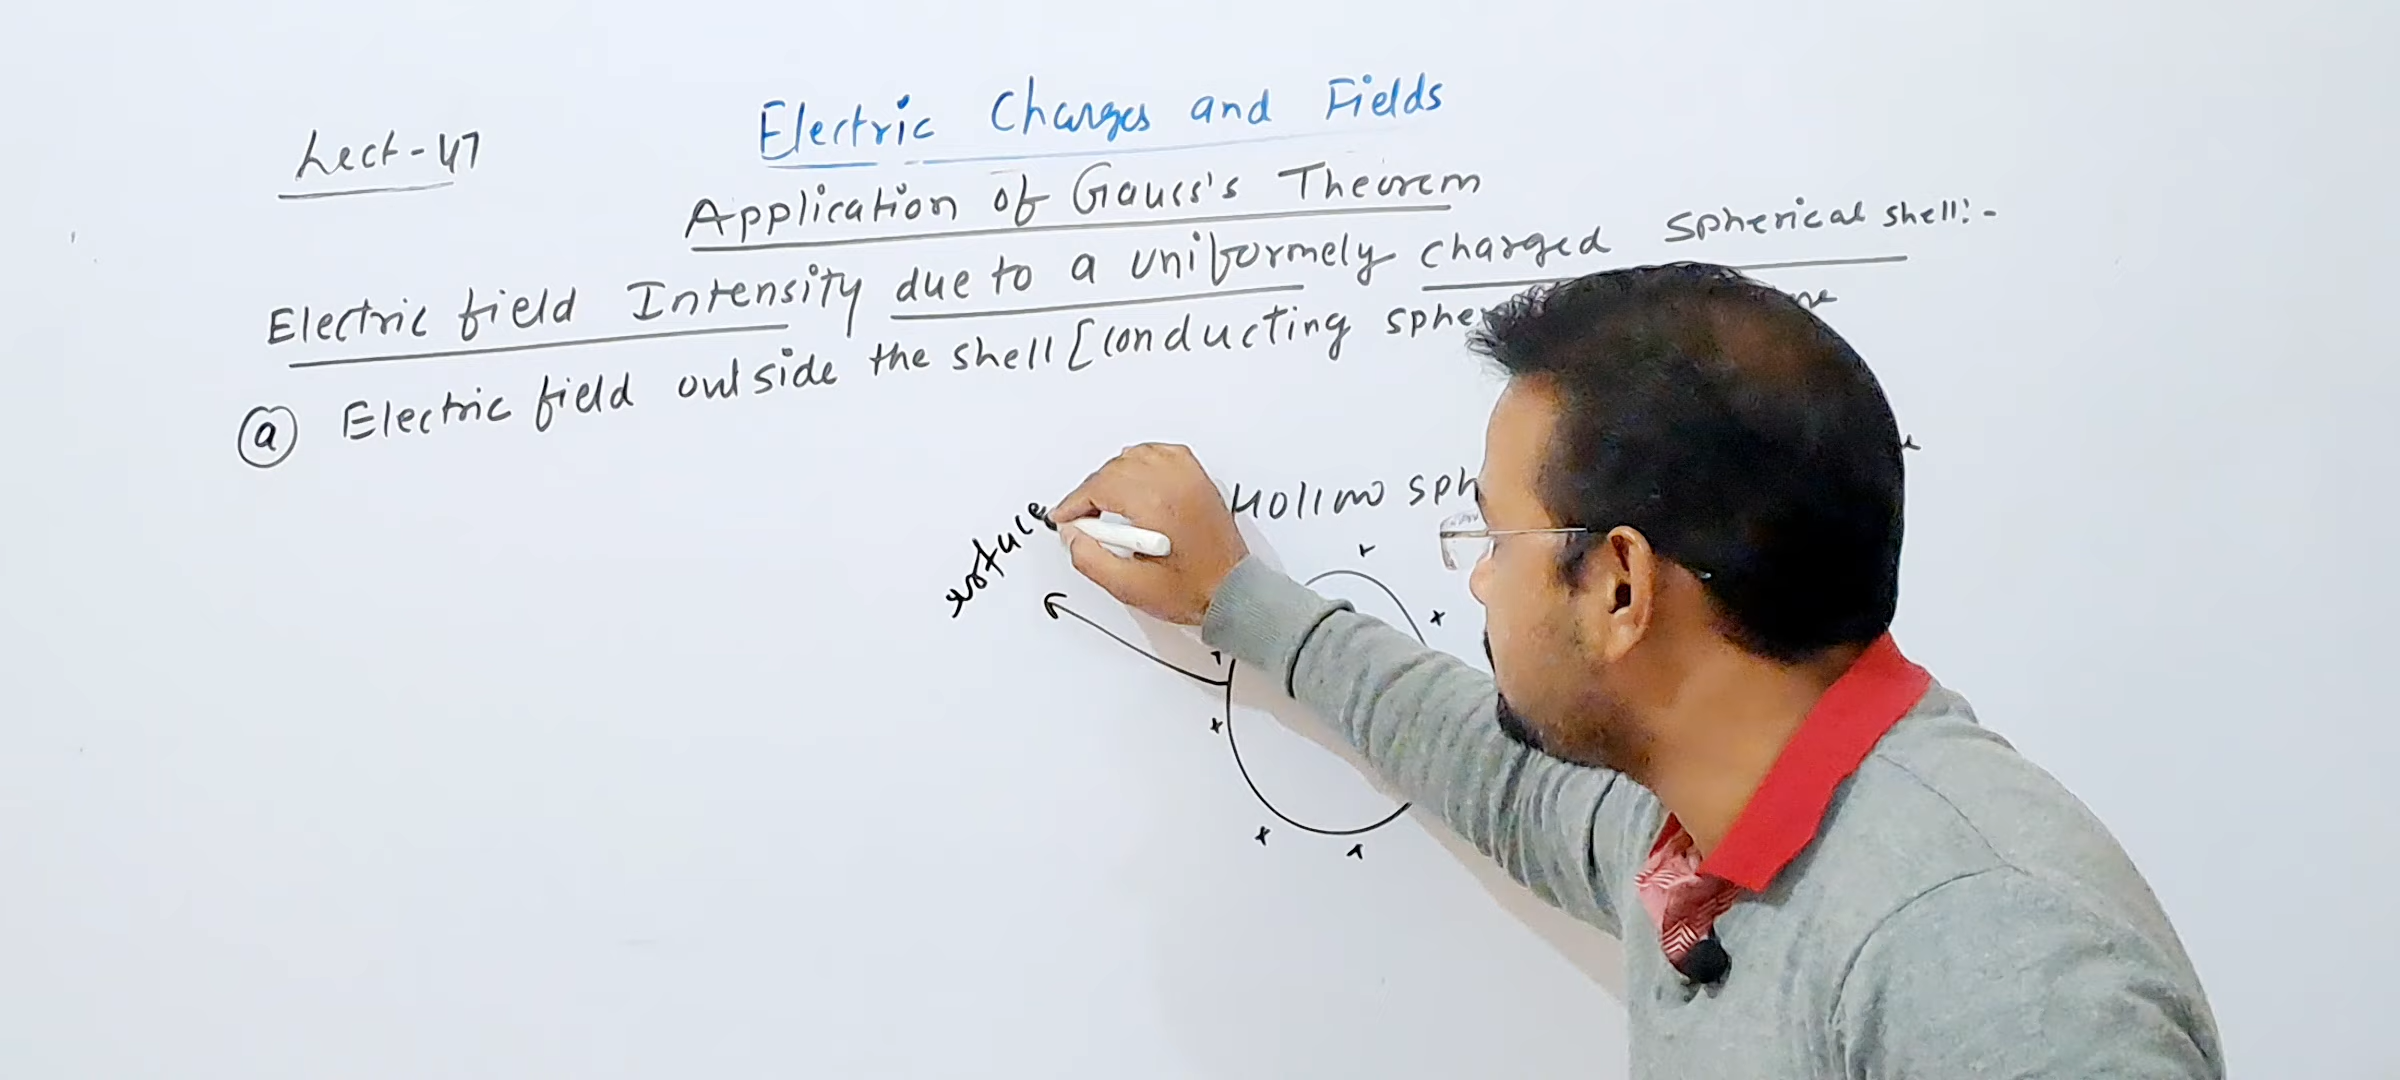 Electric Charges and Fields
Lect-47
Application of Gauss's Theorem
Electric field Intensity due to a uniformely charged spherical shell:-
(a) Electric field outside the shell [conducting
Hollow